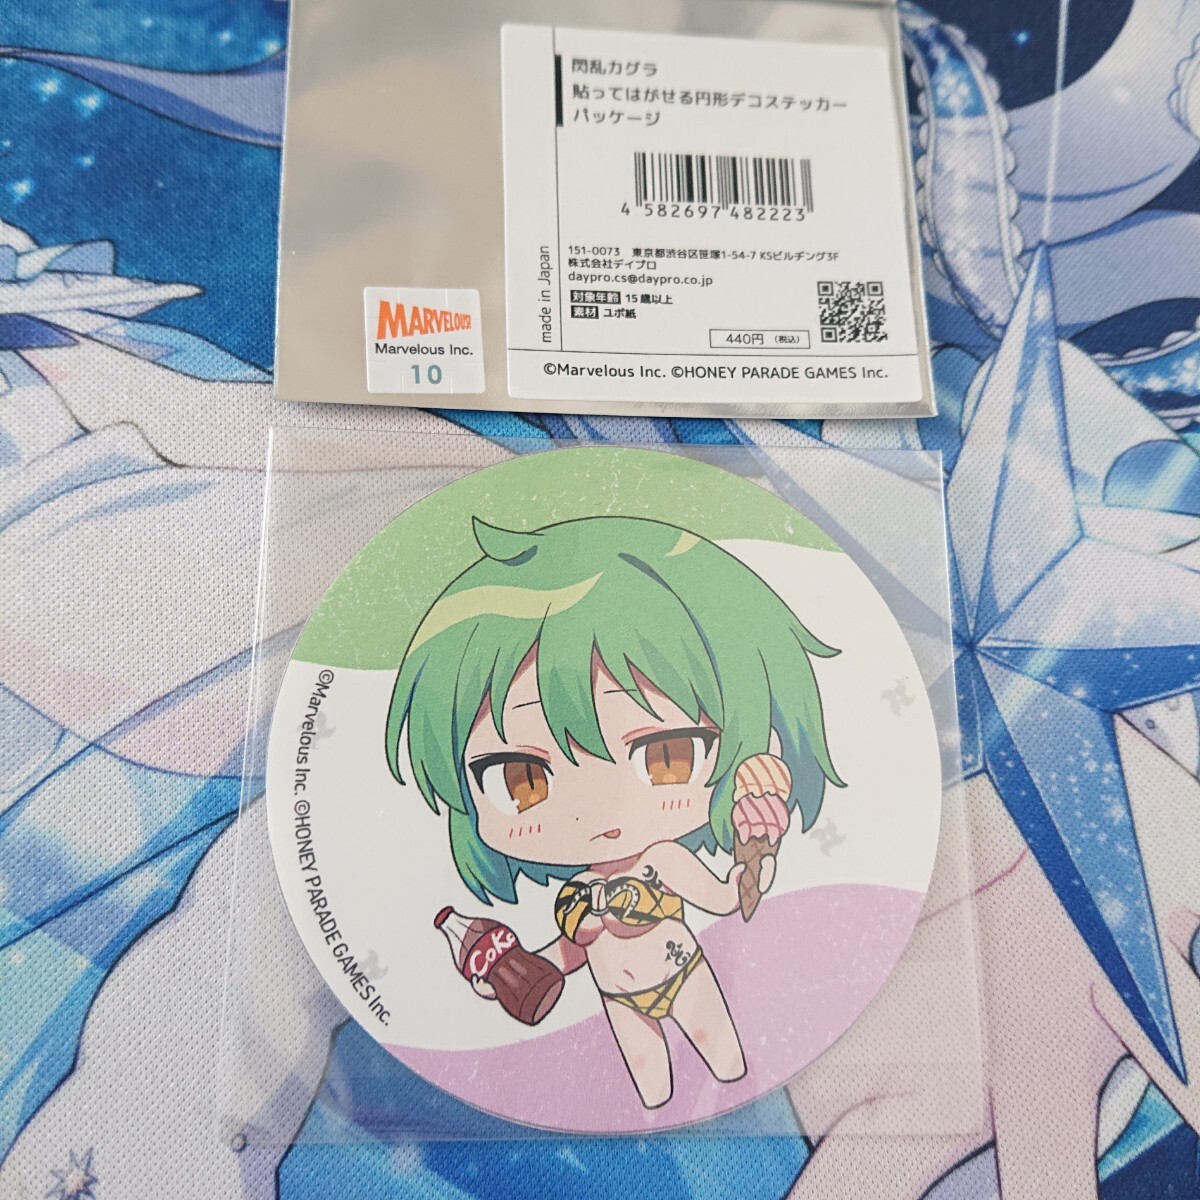 閃乱カグラ
貼ってはがせる円形デコステッカー
パッケージ
4 582697 482223
151-0073 東京都渋谷区笹塚1-54-7 KSビルヂング3F
株式会社デイプロ
daypro.cs@daypro.co.jp
対象年齢 15歳以上
素材 ユポ紙
made in Japan
440円 (税込)
©Marvelous Inc. ©HONEY PARADE GAMES Inc.
MARVELOUS!
Marvelous Inc.
10
©Marvelous Inc. ©HONEY PARADE GAMES Inc.
Coke